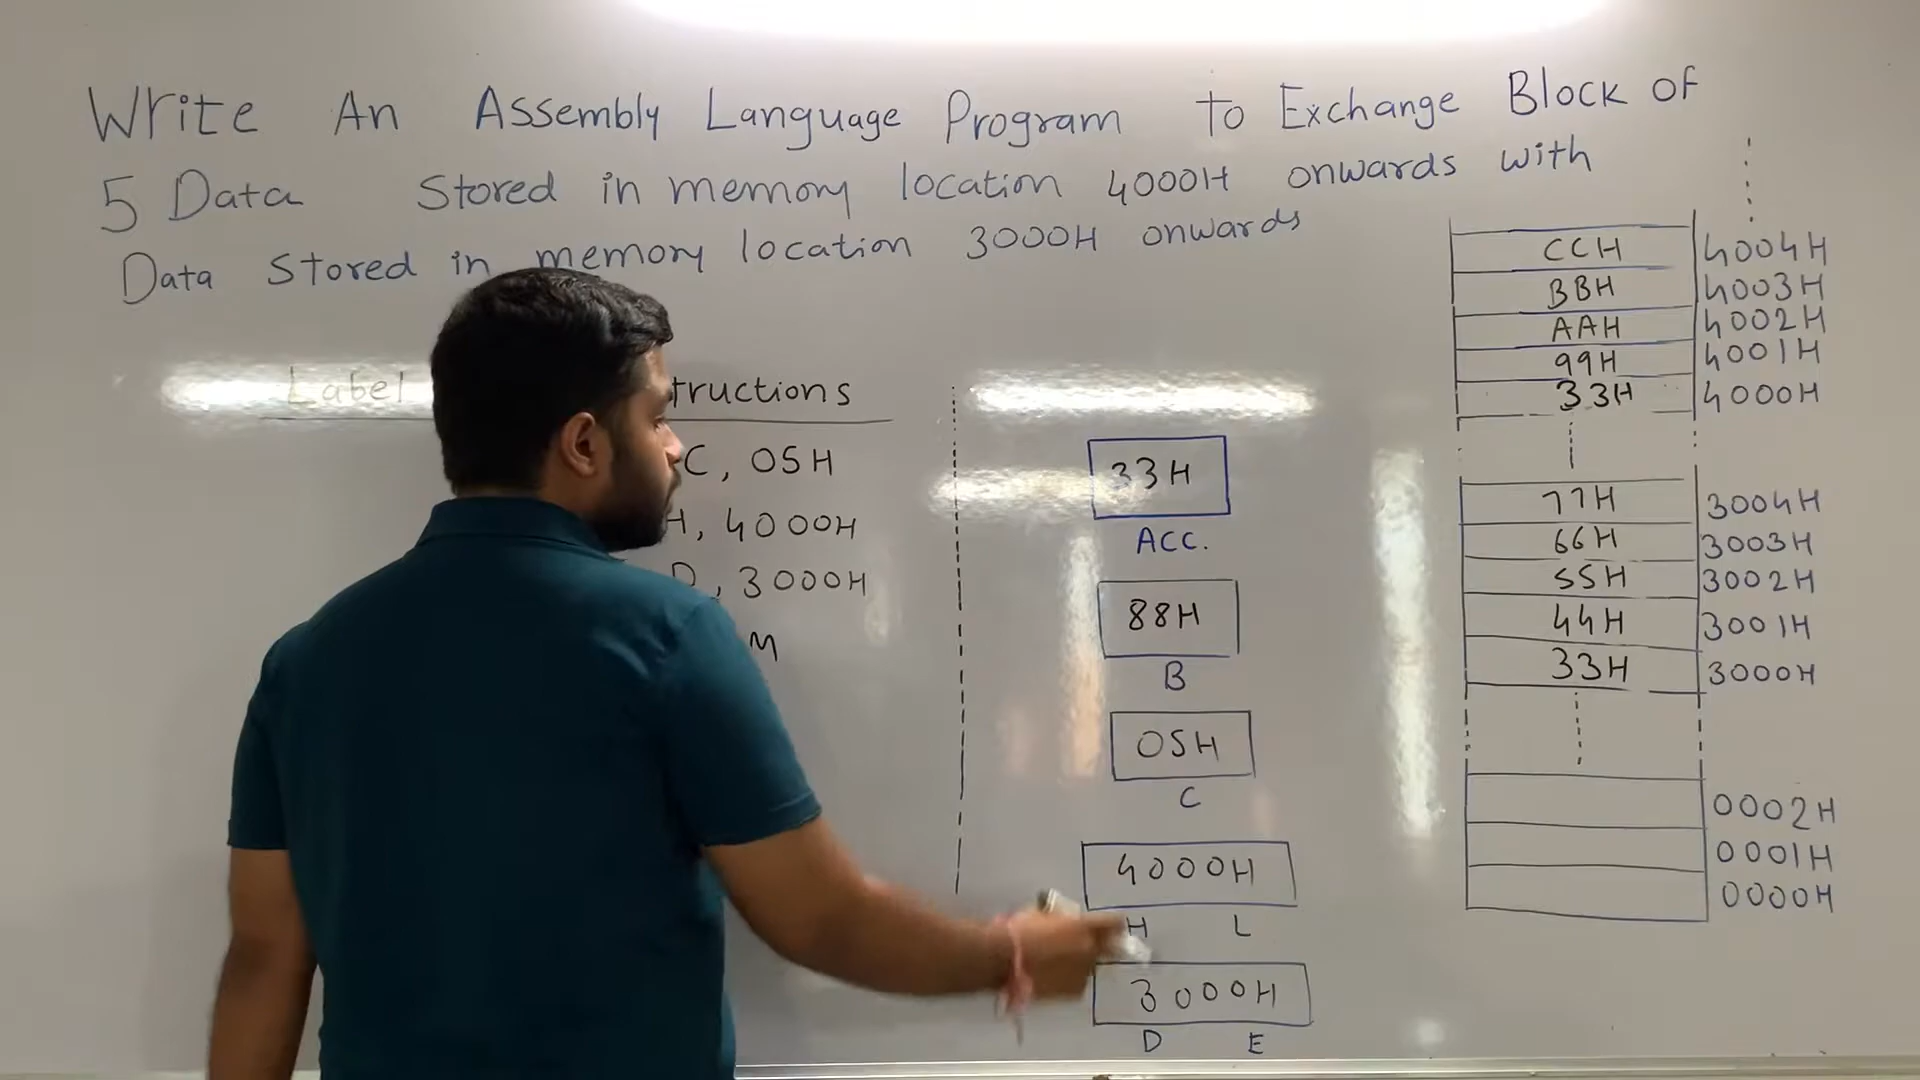 Write An Assembly Language Program to Exchange Block of
5 Data Stored in memory location 4000H onwards with
Data Stored in memory location 3000H onwards
Label tructions
C, 05H
H, 4000H
D, 3000H
M
33H
ACC.
88H
B
05H
C
4000H
H L
3000H
D E
CCH 4004H
BBH 4003H
AAH 4002H
99H 4001H
33H 4000H
77H 3004H
66H 3003H
55H 3002H
44H 3001H
33H 3000H
0002H
0001H
0000H